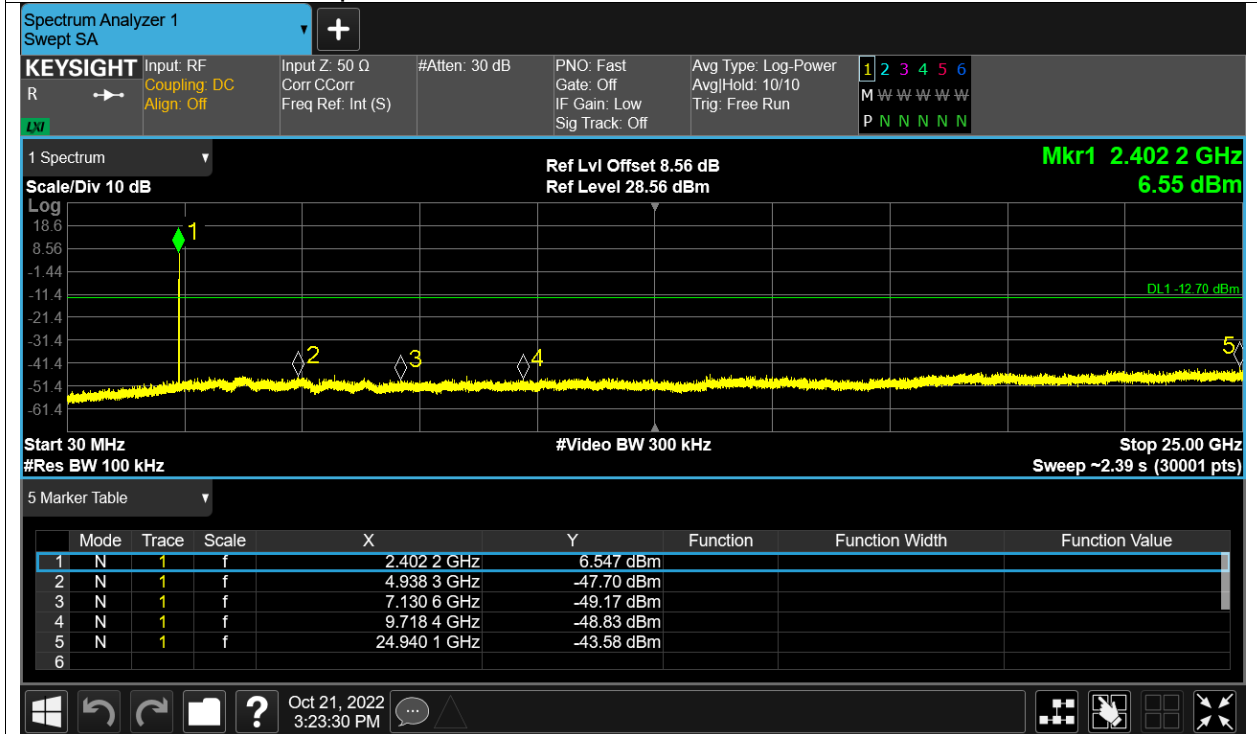 Spectrum Analyzer 1
Swept SA
+
KEYSIGHT
R
LXI
Input: RF
Coupling: DC
Align: Off
Input Z: 50 Ω
Corr CCorr
Freq Ref: Int (S)
#Atten: 30 dB
PNO: Fast
Gate: Off
IF Gain: Low
Sig Track: Off
Avg Type: Log-Power
Avg|Hold: 10/10
Trig: Free Run
1 2 3 4 5 6
M W W W W W
P N N N N N
1 Spectrum
Scale/Div 10 dB
Ref Lvl Offset 8.56 dB
Ref Level 28.56 dBm
Mkr1 2.402 2 GHz
6.55 dBm
Log
18.6
8.56
-1.44
-11.4
-21.4
-31.4
-41.4
-51.4
-61.4
1
2
3
4
5
DL1 -12.70 dBm
Start 30 MHz
#Res BW 100 kHz
#Video BW 300 kHz
Stop 25.00 GHz
Sweep ~2.39 s (30001 pts)
5 Marker Table
Mode Trace Scale X Y Function Function Width Function Value
1 N 1 f 2.402 2 GHz 6.547 dBm
2 N 1 f 4.938 3 GHz -47.70 dBm
3 N 1 f 7.130 6 GHz -49.17 dBm
4 N 1 f 9.718 4 GHz -48.83 dBm
5 N 1 f 24.940 1 GHz -43.58 dBm
6
?
Oct 21, 2022
3:23:30 PM